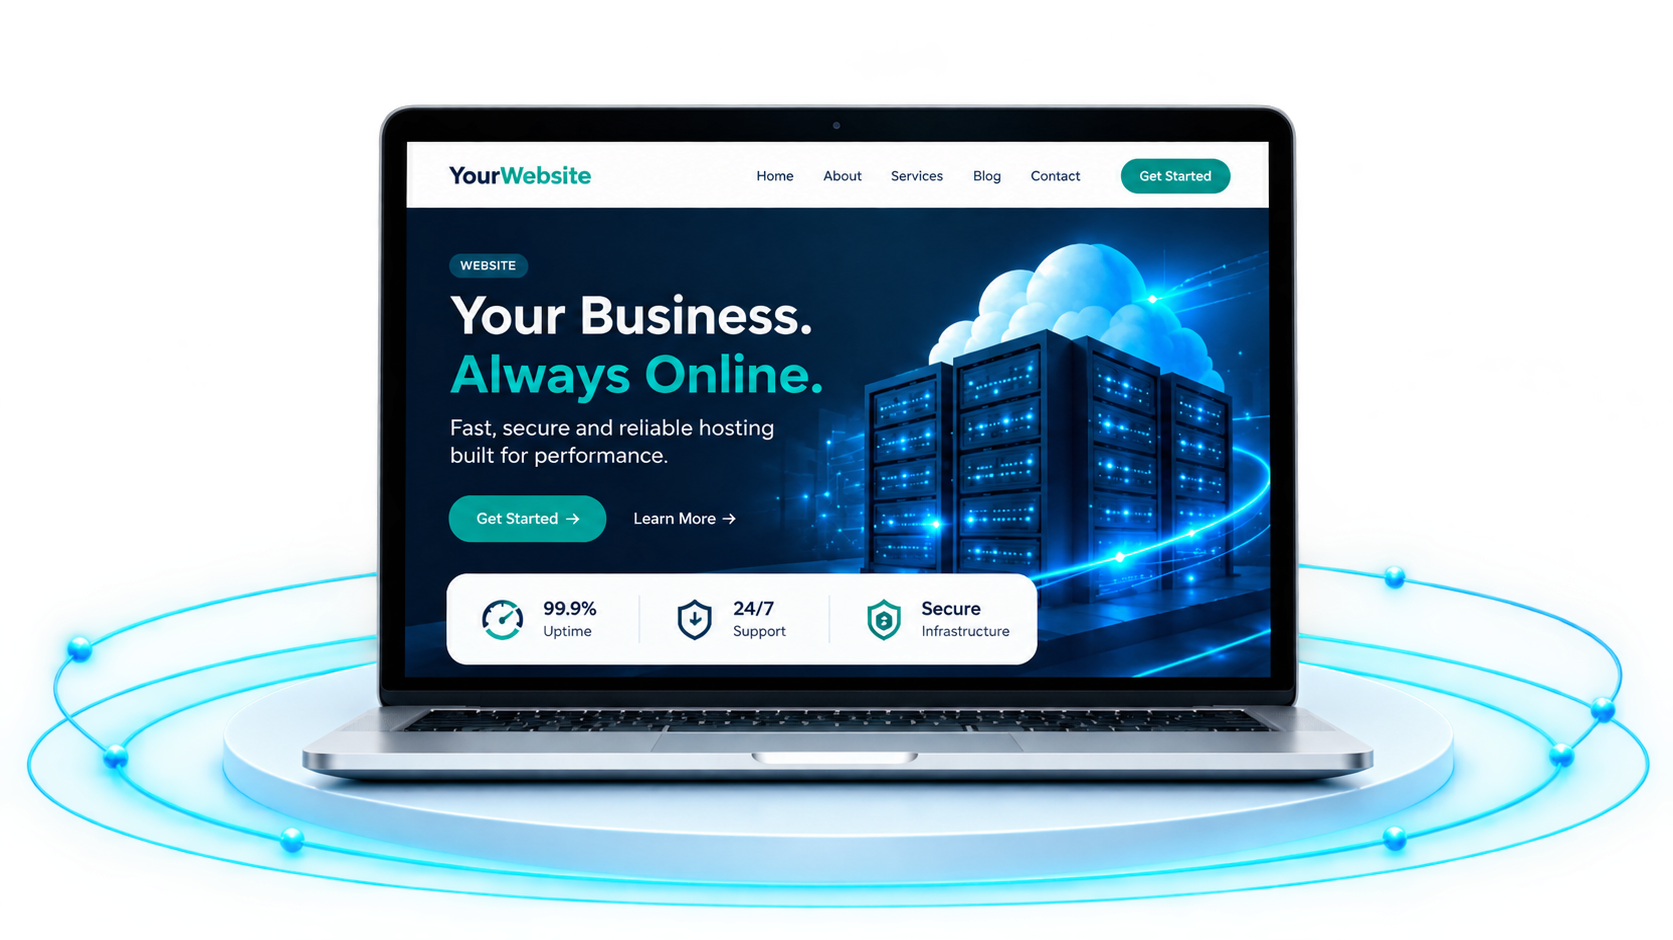 YourWebsite
Home About Services Blog Contact Get Started
WEBSITE
Your Business.
Always Online.
Fast, secure and reliable hosting
built for performance.
Get Started → Learn More →
99.9%
Uptime
24/7
Support
Secure
Infrastructure